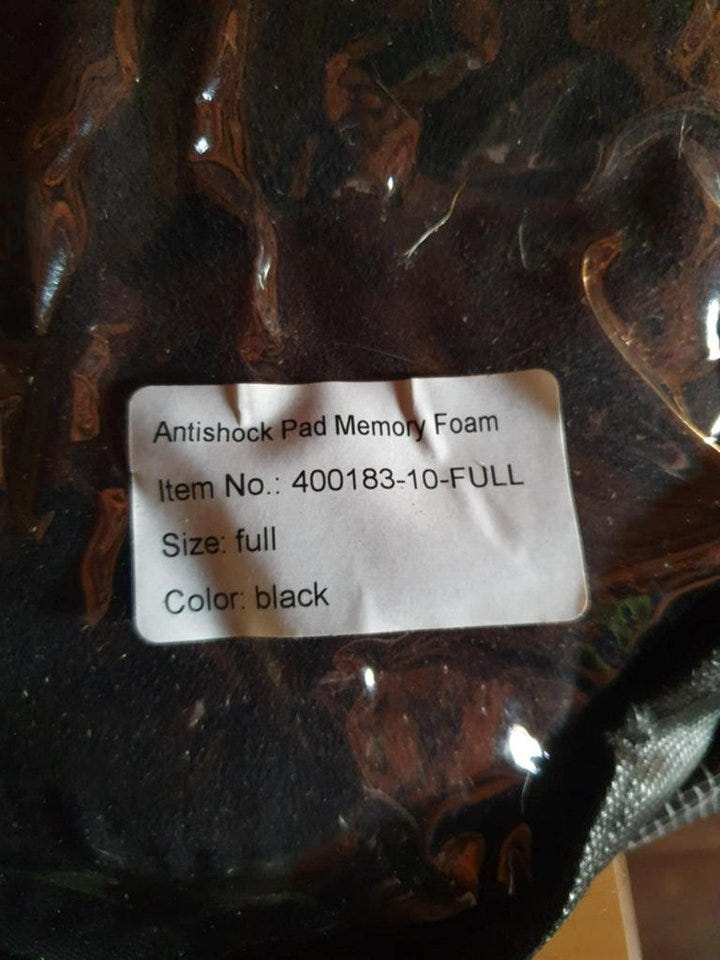 Antishock Pad Memory Foam
Item No.: 400183-10-FULL
Size: full
Color: black